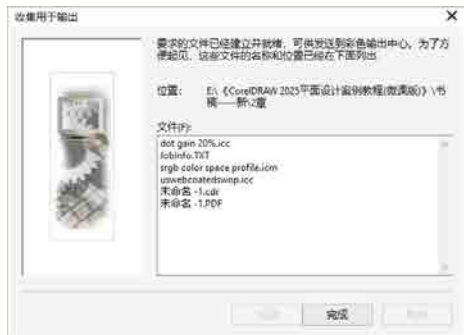 收集用于输出
要求的文件已经建立并就绪，可供发送到彩色输出中心。为了方
便起见，这些文件的名称和位置已经在下面列出
位置：
E:\《CorelDRAW 2025平面设计案例教程(微课版)》\书
稿——新\2章
文件(F):
dot gain 20%.icc
fobinfo.TXT
srgb color space profile.icm
uswebcoatedswop.icc
未命名 -1.cdr
未命名 -1.PDF
完成